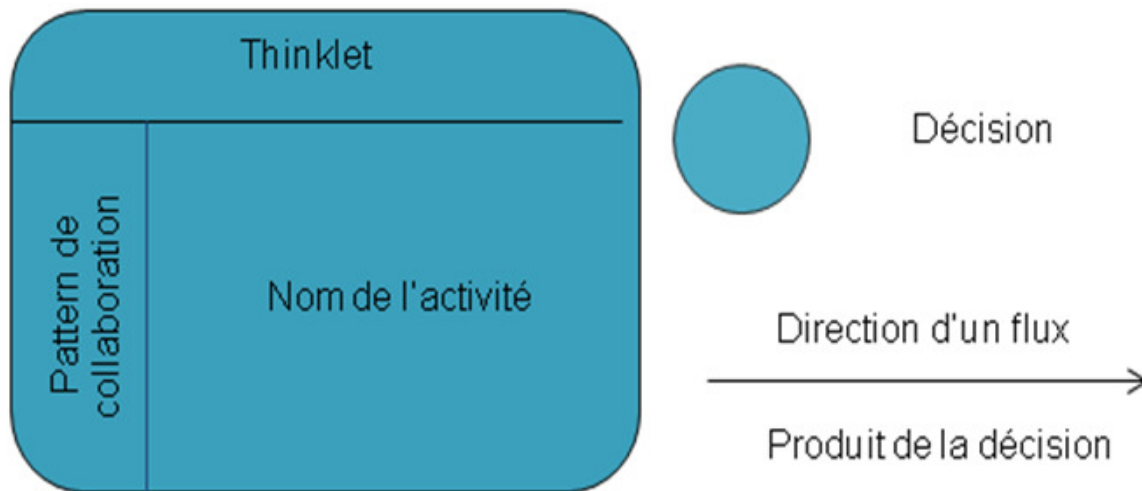 Thinklet
Pattern de
collaboration
Nom de l'activité
Décision
Direction d'un flux
Produit de la décision